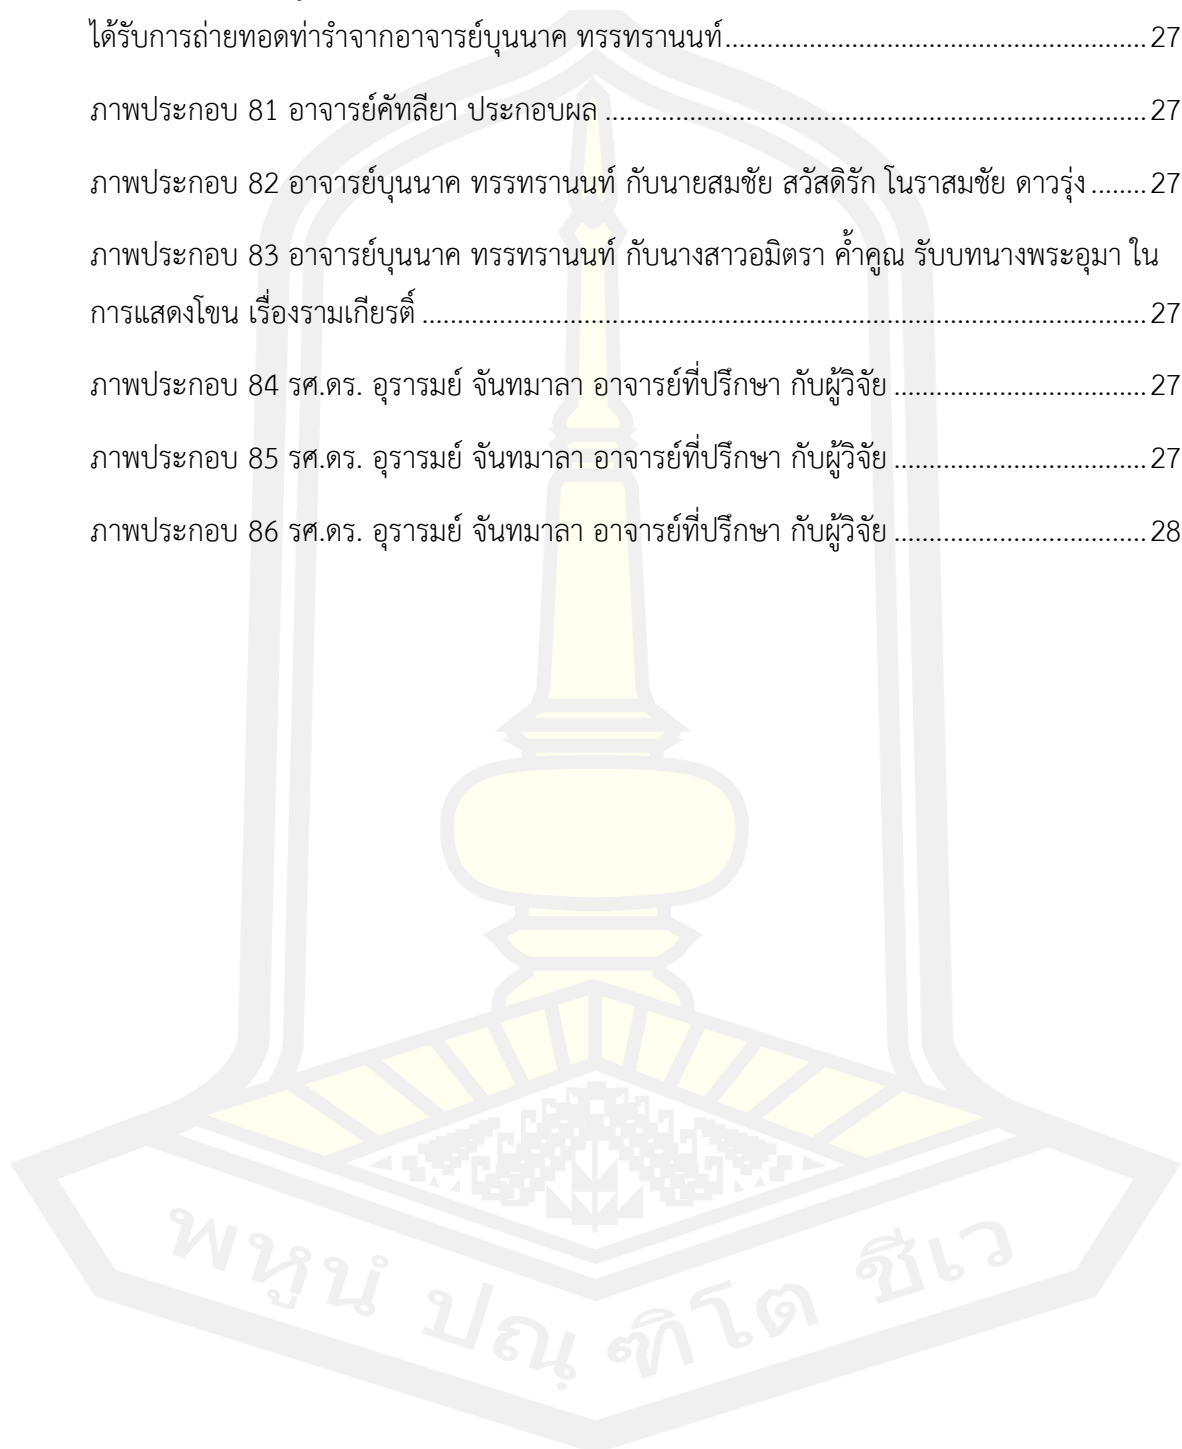 ได้รับการถ่ายทอดท่ารำจากอาจารย์บุนนาค ทรรทรานนท์ ........................................................ 27
ภาพประกอบ 81 อาจารย์คัทลียา ประกอบผล ........................................................................ 27
ภาพประกอบ 82 อาจารย์บุนนาค ทรรทรานนท์ กับนายสมชัย สวัสดิรัก โนราสมชัย ดาวรุ่ง ........ 27
ภาพประกอบ 83 อาจารย์บุนนาค ทรรทรานนท์ กับนางสาวอมิตรา ค้ำคูณ รับบทนางพระอุมา ใน
การแสดงโขน เรื่องรามเกียรติ์ ................................................................................................ 27
ภาพประกอบ 84 รศ.ดร. อุรารมย์ จันทมาลา อาจารย์ที่ปรึกษา กับผู้วิจัย .................................. 27
ภาพประกอบ 85 รศ.ดร. อุรารมย์ จันทมาลา อาจารย์ที่ปรึกษา กับผู้วิจัย .................................. 27
ภาพประกอบ 86 รศ.ดร. อุรารมย์ จันทมาลา อาจารย์ที่ปรึกษา กับผู้วิจัย .................................. 28
พหูนํ ปณฺฑิโต ชีเว